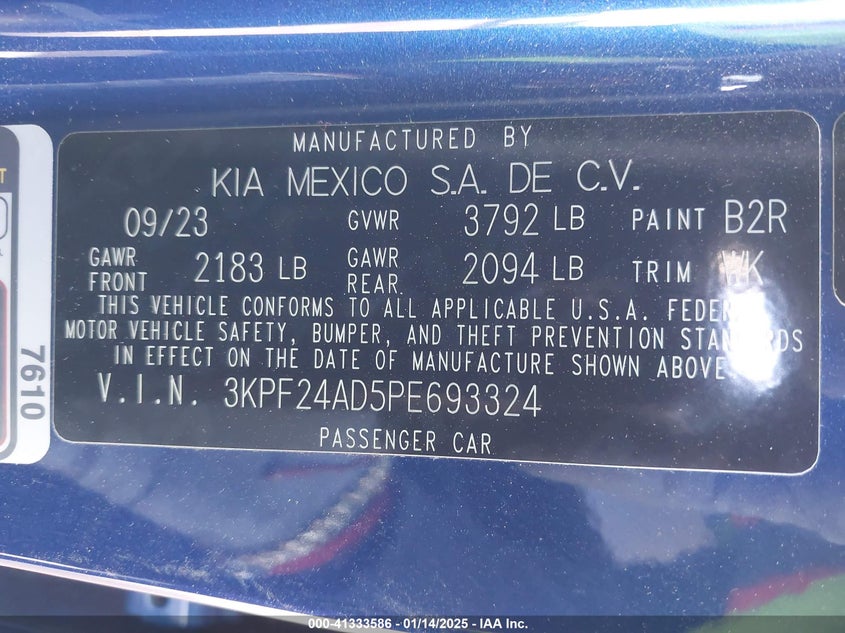 MANUFACTURED BY
KIA MEXICO S.A. DE C.V.
09/23 GVWR 3792 LB PAINT B2R
GAWR FRONT 2183 LB GAWR REAR 2094 LB TRIM WK
THIS VEHICLE CONFORMS TO ALL APPLICABLE U.S.A.
MOTOR VEHICLE SAFETY, BUMPER, AND THEFT PREVENTION
IN EFFECT ON THE DATE OF MANUFACTURE SHOWN ABOVE
V.I.N. 3KPF24AD5PE693324
PASSENGER CAR
7610
000-41333586 - 01/14/2025 - IAA Inc.